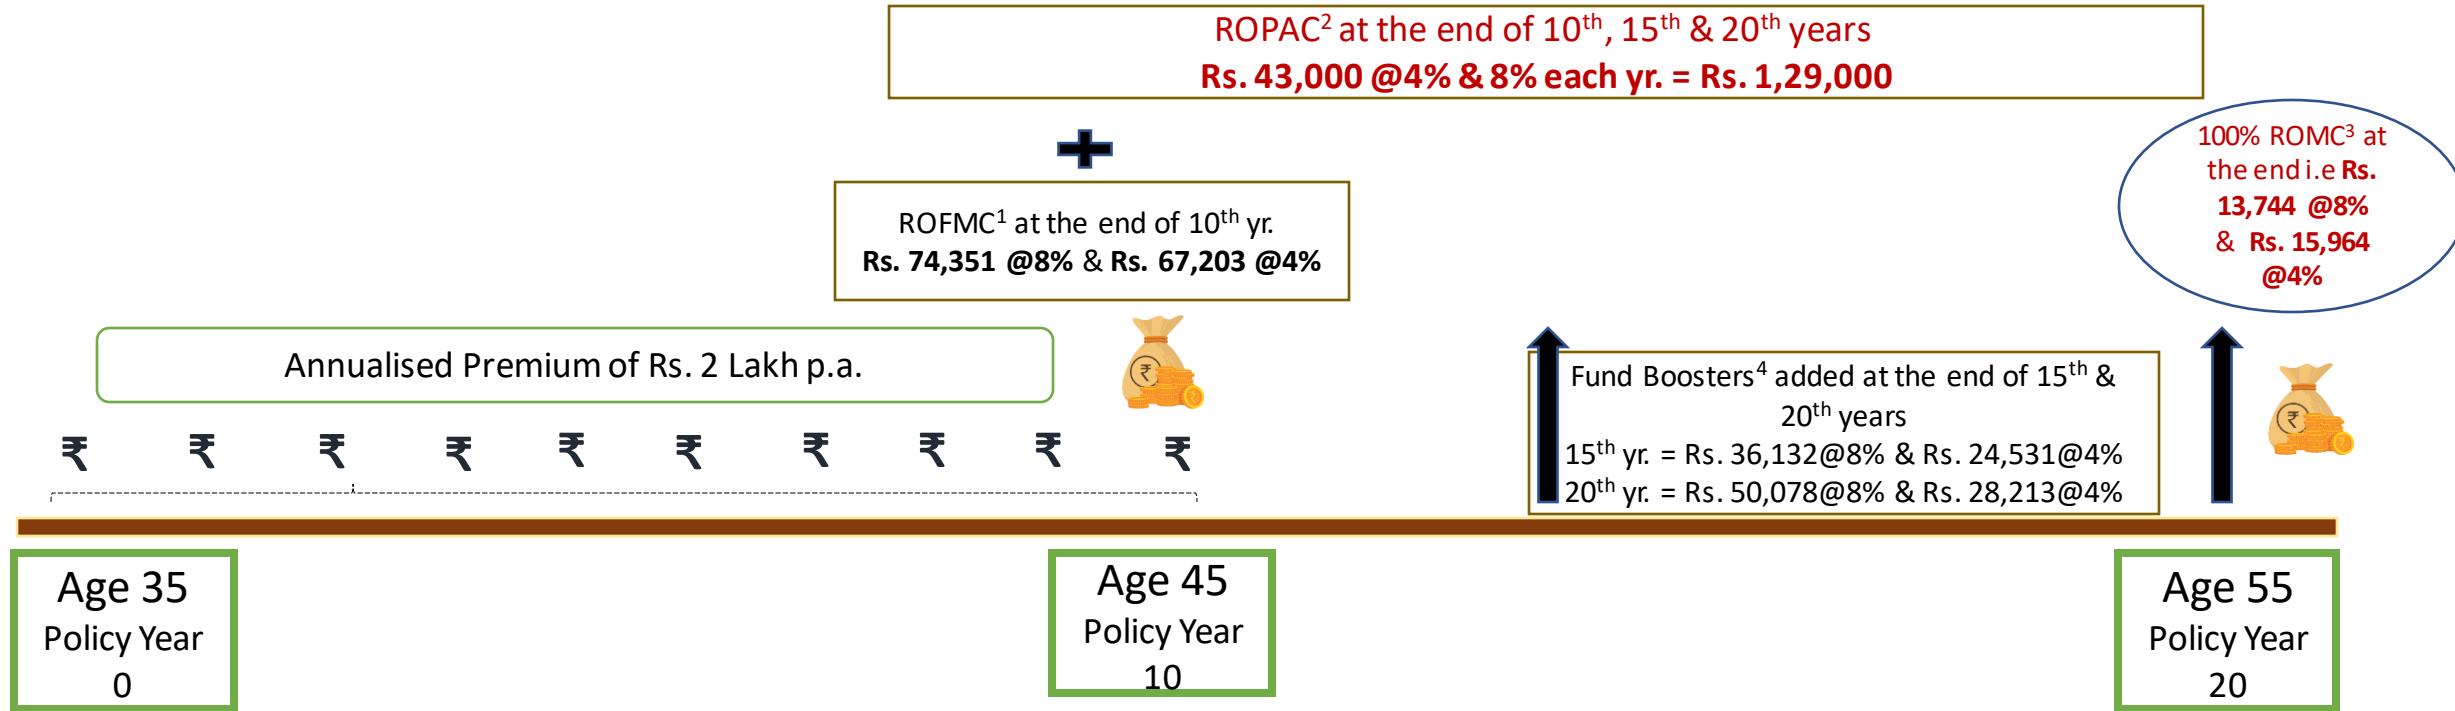 ROPAC² at the end of 10th, 15th & 20th years
Rs. 43,000 @4% & 8% each yr. = Rs. 1,29,000
100% ROMC³ at
the end i.e Rs.
13,744 @8%
& Rs. 15,964
@4%
ROFMC¹ at the end of 10th yr.
Rs. 74,351 @8% & Rs. 67,203 @4%
Annualised Premium of Rs. 2 Lakh p.a.
₹
₹
Fund Boosters⁴ added at the end of 15th &
20th years
15th yr. = Rs. 36,132@8% & Rs. 24,531@4%
20th yr. = Rs. 50,078@8% & Rs. 28,213@4%
₹ ₹ ₹ ₹ ₹ ₹ ₹ ₹ ₹ ₹
Age 35
Policy Year
0
Age 45
Policy Year
10
Age 55
Policy Year
20